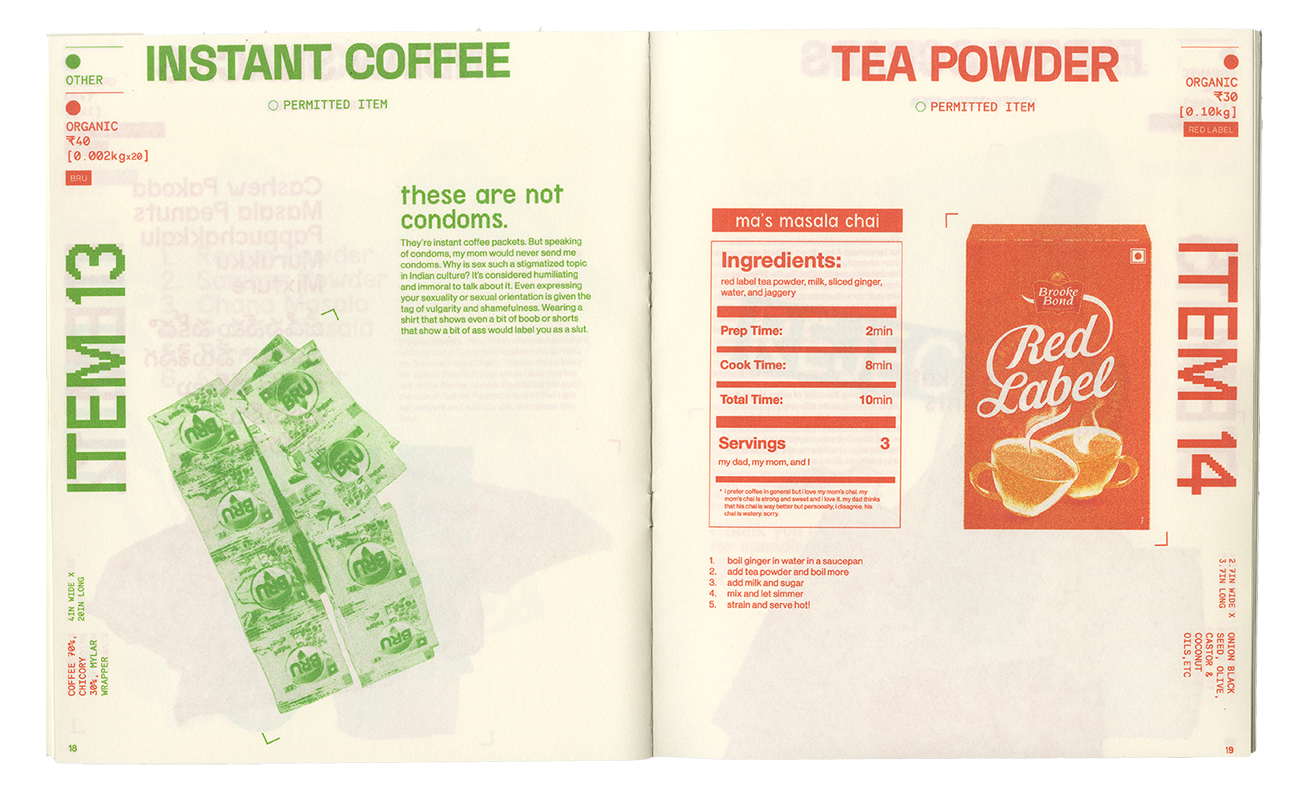 INSTANT COFFEE
PERMITTED ITEM
OTHER
ORGANIC
₹40
[0.002kgx20]
BRU
ITEM 13
these are not
condoms.
They're instant coffee packets. But speaking
of condoms, my mom would never send me
condoms. Why is sex such a stigmatized topic
in Indian culture? It's considered humiliating
and immoral to talk about it. Even expressing
your sexuality or sexual orientation is given the
tag of vulgarity and shamefulness. Wearing a
shirt that shows even a bit of boob or shorts
that show a bit of ass would label you as a slut.
BRU
BRU
BRU
BRU
BRU
BRU
BRU
BRU
4IN WIDE X
20IN LONG
COFFEE 70%,
CHICORY
30%, MYLAR
WRAPPER
18
TEA POWDER
PERMITTED ITEM
ORGANIC
₹30
[0.10kg]
RED LABEL
ITEM 14
ma's masala chai
Ingredients:
red label tea powder, milk, sliced ginger,
water, and jaggery
Prep Time: 2min
Cook Time: 8min
Total Time: 10min
Servings 3
my dad, my mom, and I
* i prefer coffee in general but i love my mom's chai. my
mom's chai is strong and sweet and i love it. my dad thinks
that his chai is way better but personally, i disagree. his
chai is watery. sorry.
1. boil ginger in water in a saucepan
2. add tea powder and boil more
3. add milk and sugar
4. mix and let simmer
5. strain and serve hot!
Brooke
Bond
Red
Label
2.7IN WIDE X
3.7IN LONG
ONION BLACK
SEED, OLIVE,
CASTOR &
COCONUT
OILS,ETC
19